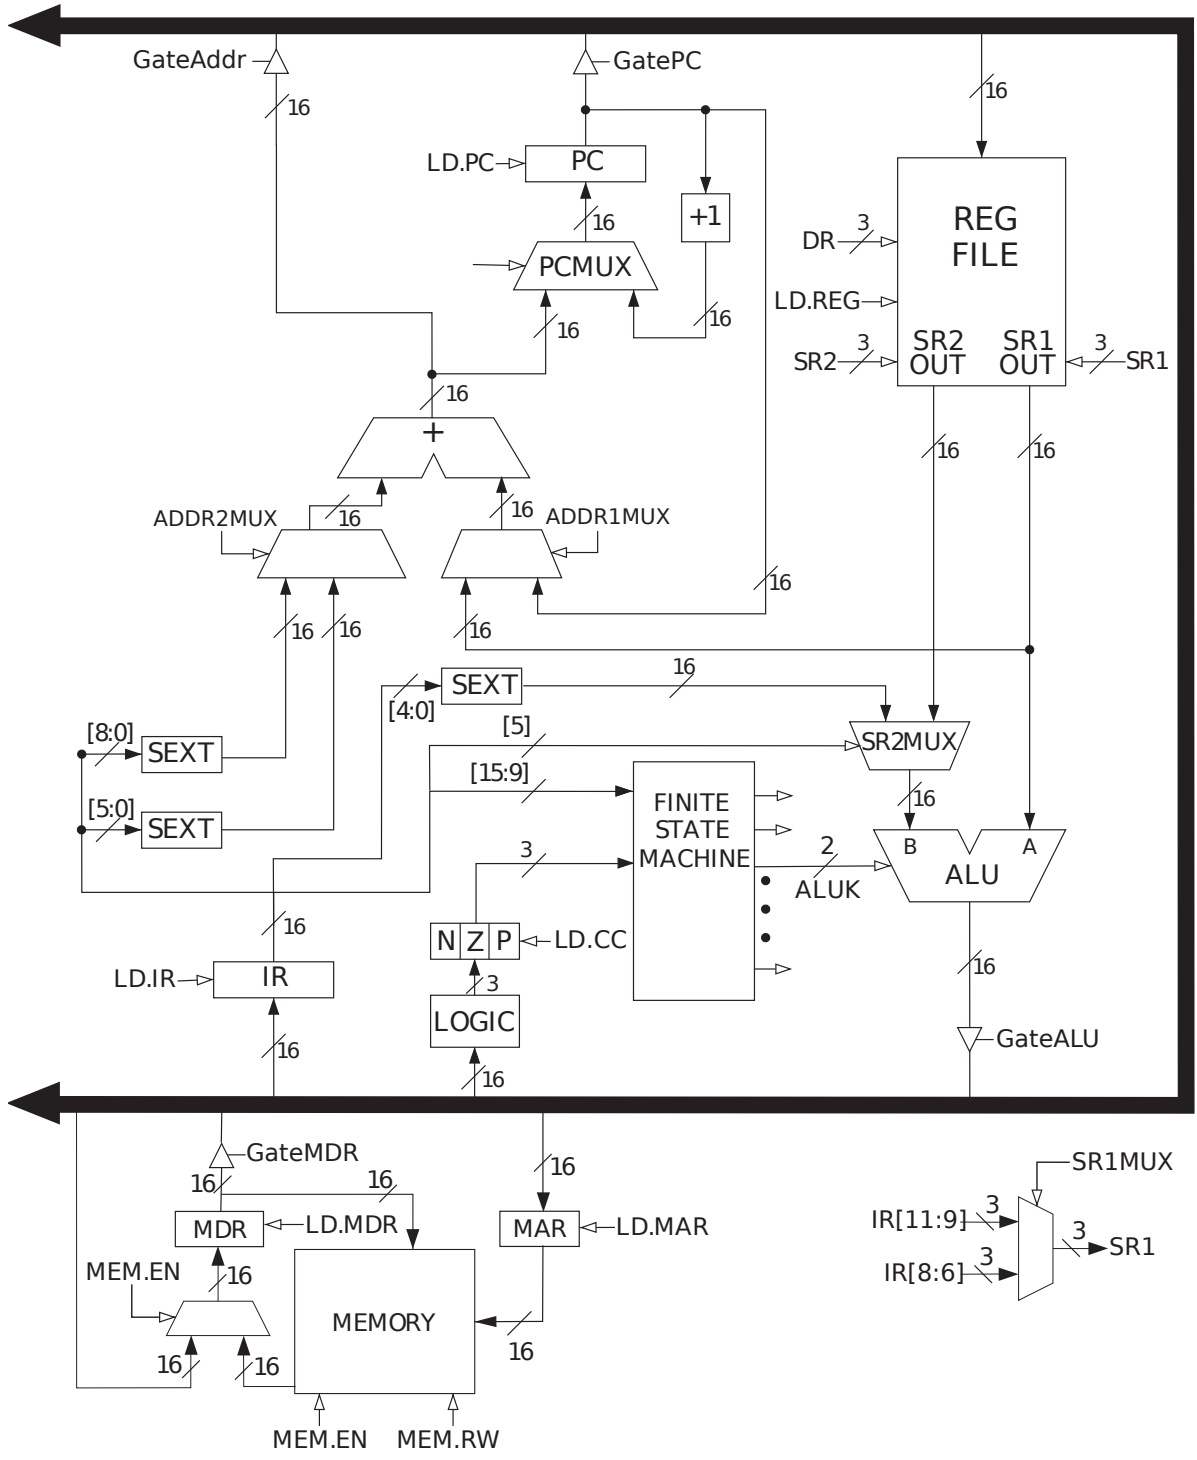 GateAddr
GatePC
16
16
LD.PC
PC
16
+1
PCMUX
16
16
REG
FILE
DR
3
LD.REG
SR2
3
SR2
OUT
SR1
OUT
3
SR1
16
+
16
16
ADDR2MUX
16
16
ADDR1MUX
16
16
16
16
[4:0]
SEXT
16
[8:0]
SEXT
[5]
SR2MUX
[15:9]
[5:0]
SEXT
16
FINITE
STATE
MACHINE
3
2
ALUK
B
A
ALU
16
N Z P
LD.CC
LD.IR
IR
3
16
LOGIC
GateALU
16
16
GateMDR
16
16
16
SR1MUX
MDR
LD.MDR
MAR
LD.MAR
IR[11:9]
3
3
SR1
IR[8:6]
3
MEM.EN
16
MEMORY
16
16
16
MEM.EN
MEM.RW